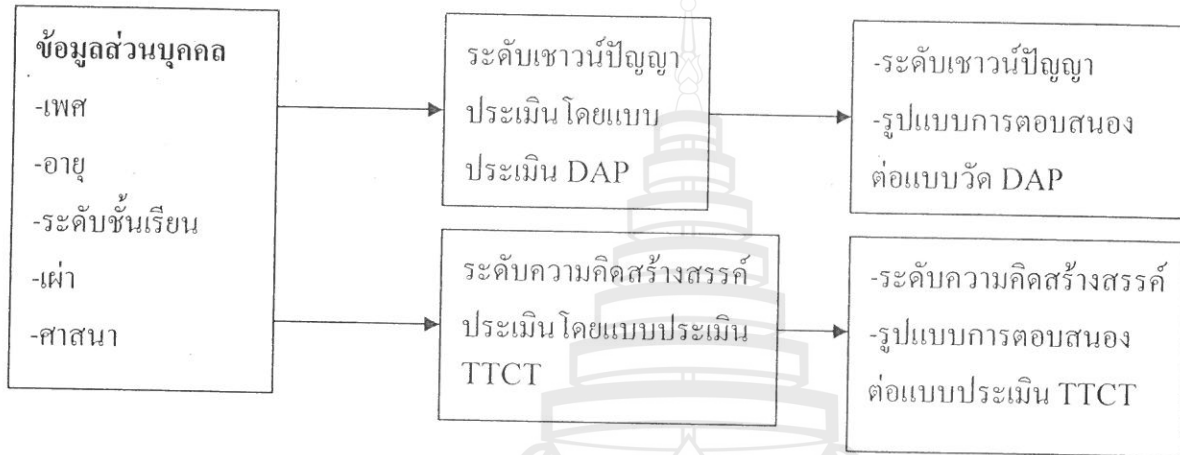 ข้อมูลส่วนบุคคล
-เพศ
-อายุ
-ระดับชั้นเรียน
-เผ่า
-ศาสนา
ระดับเชาวน์ปัญญา
ประเมินโดยแบบ
ประเมิน DAP
-ระดับเชาวน์ปัญญา
-รูปแบบการตอบสนอง
ต่อแบบวัด DAP
ระดับความคิดสร้างสรรค์
ประเมินโดยแบบประเมิน
TTCT
-ระดับความคิดสร้างสรรค์
-รูปแบบการตอบสนอง
ต่อแบบประเมิน TTCT